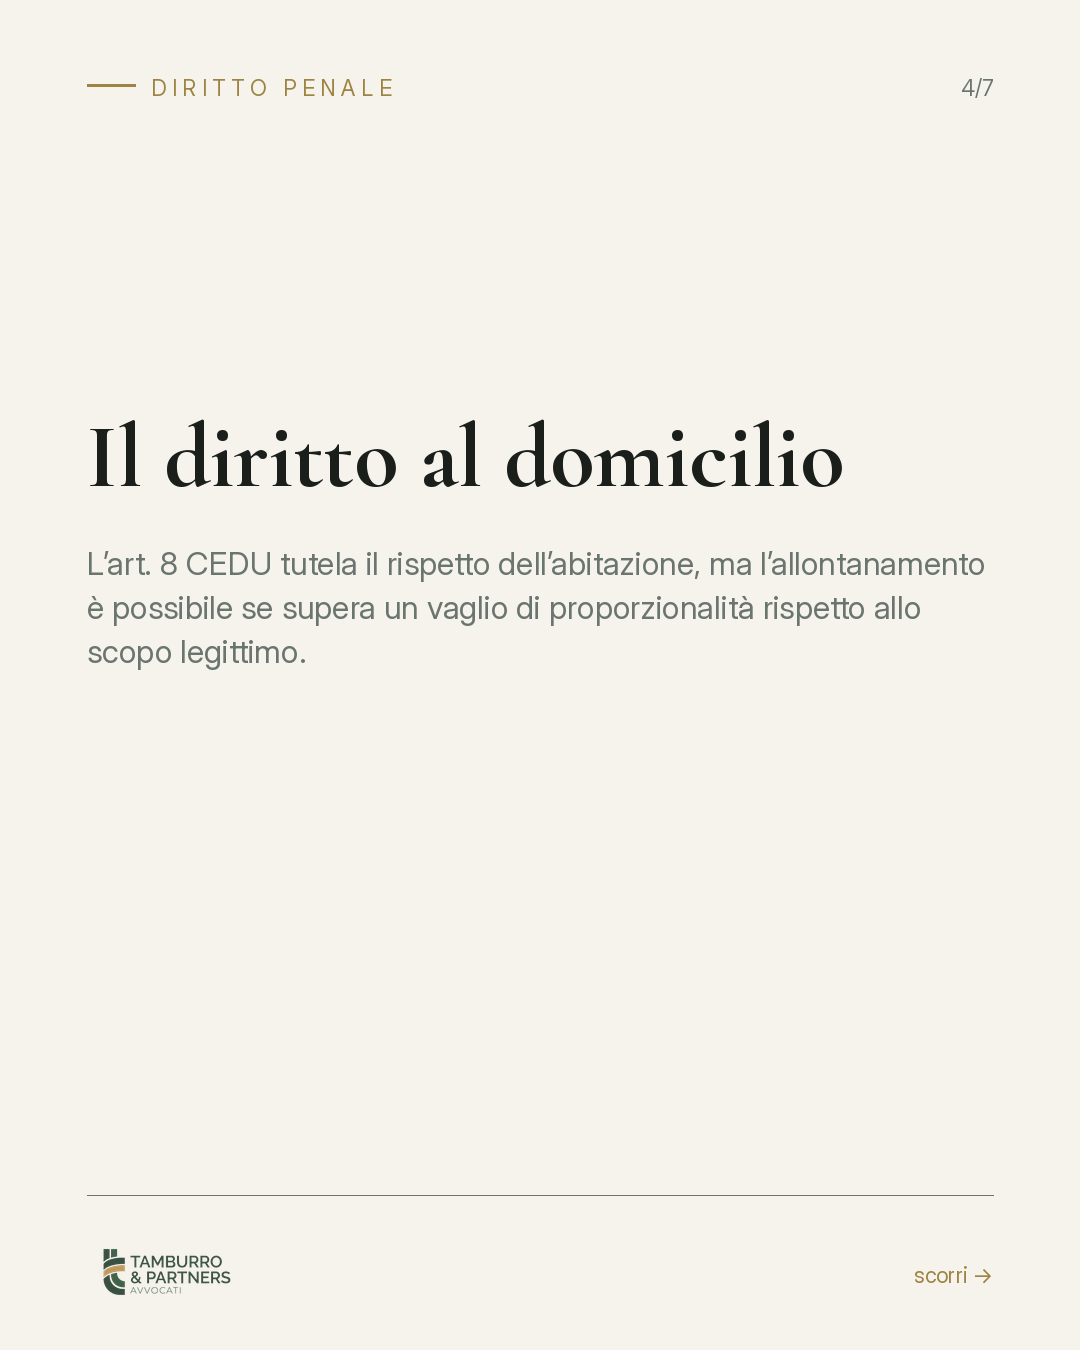 DIRITTO PENALE
4/7
Il diritto al domicilio
L’art. 8 CEDU tutela il rispetto dell’abitazione, ma l’allontanamento
è possibile se supera un vaglio di proporzionalità rispetto allo
scopo legittimo.
TAMBURRO
& PARTNERS
AVVOCATI
scorri →